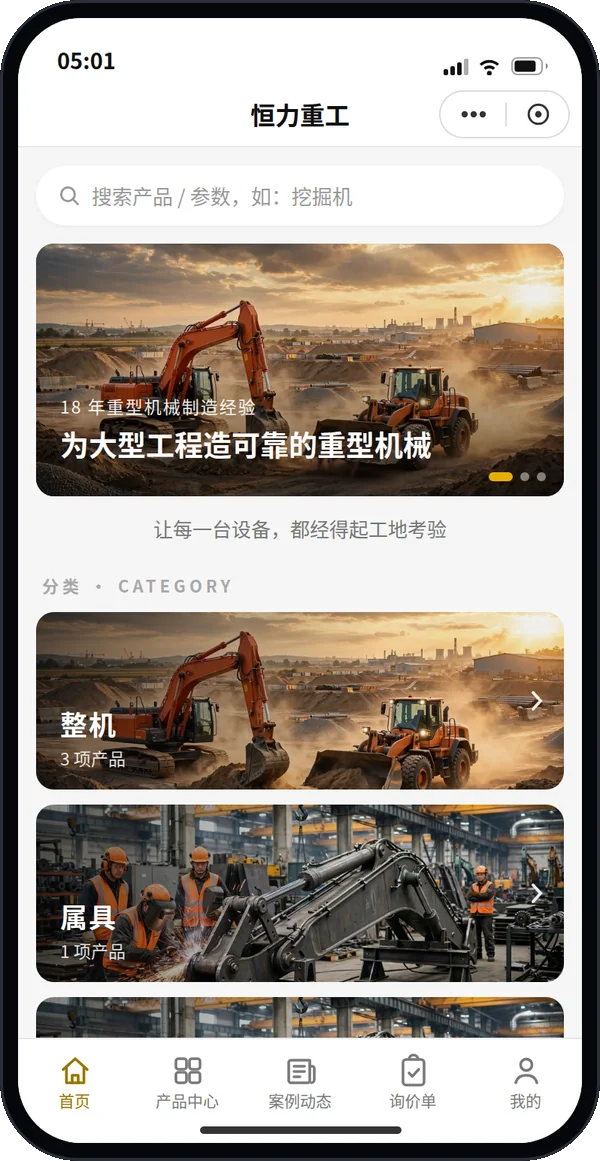 05:01
恒力重工
搜索产品 / 参数，如：挖掘机
18 年重型机械制造经验
为大型工程造可靠的重型机械
让每一台设备，都经得起工地考验
分类 · CATEGORY
整机
3 项产品
属具
1 项产品
首页
产品中心
案例动态
询价单
我的